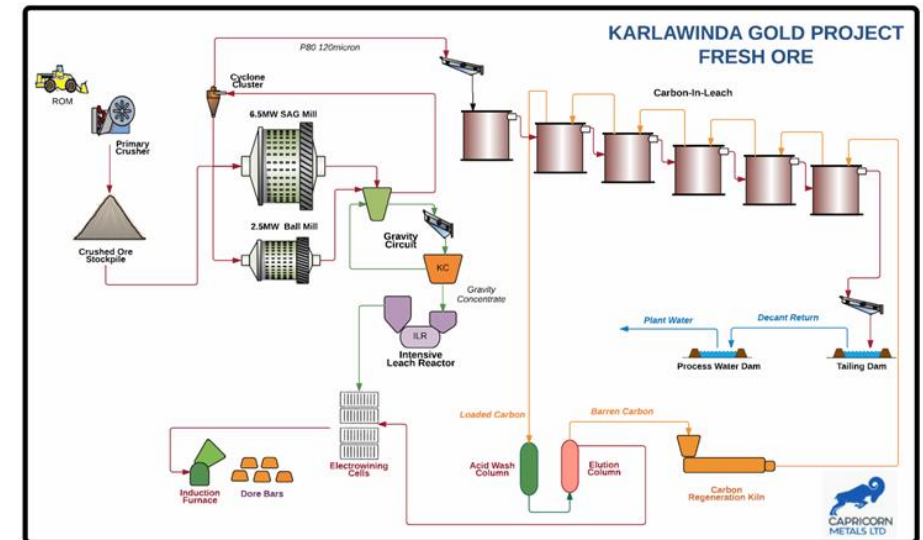 KARLAWINDA GOLD PROJECT
FRESH ORE
P80 120micron
Cyclone
Cluster
ROM
Primary
Crusher
6.5MW SAG Mill
Carbon-In-Leach
Crushed Ore
Stockpile
2.5MW Ball Mill
Gravity
Circuit
KC
Gravity
Concentrate
ILR
Intensive
Leach Reactor
Plant Water
Decant Return
Process Water Dam
Tailing Dam
Loaded Carbon
Barren Carbon
Electrowining
Cells
Acid Wash
Column
Elution
Column
Induction
Furnace
Dore Bars
Carbon
Regeneration Kiln
CAPRICORN
METALS LTD